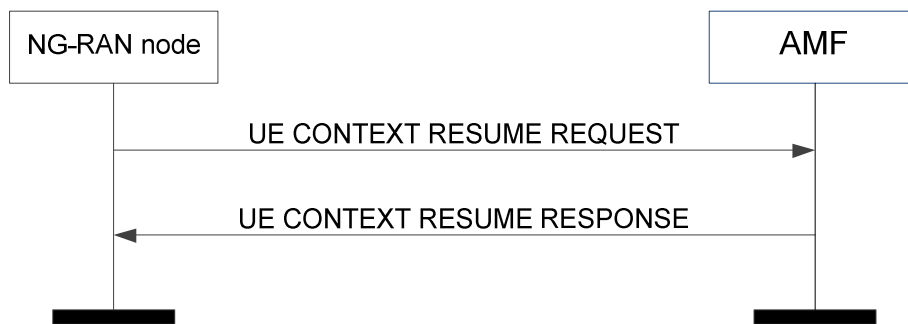 NG-RAN node
AMF
UE CONTEXT RESUME REQUEST
UE CONTEXT RESUME RESPONSE